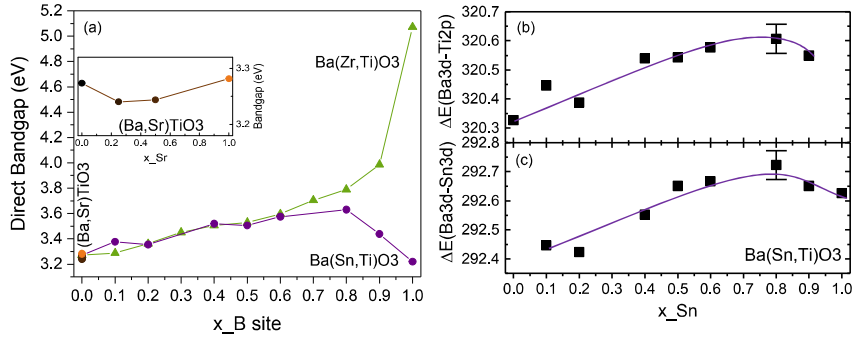 (a)
Direct Bandgap (eV)
5.2
5.0
4.8
4.6
4.4
4.2
4.0
3.8
3.6
3.4
3.2
3.0
0.0 0.1 0.2 0.3 0.4 0.5 0.6 0.7 0.8 0.9 1.0
x_B site
Ba(Zr,Ti)O3
Ba(Sn,Ti)O3
(Ba,Sr)TiO3
(Ba,Sr)TiO3
0.0 0.2 0.4 0.6 0.8 1.0
x_Sr
3.3
3.2
Bandgap (eV)
(b)
ΔE(Ba3d-Ti2p)
320.7
320.6
320.5
320.4
320.3
(c)
ΔE(Ba3d-Sn3d)
292.8
292.7
292.6
292.5
292.4
Ba(Sn,Ti)O3
0.0 0.1 0.2 0.3 0.4 0.5 0.6 0.7 0.8 0.9 1.0
x_Sn